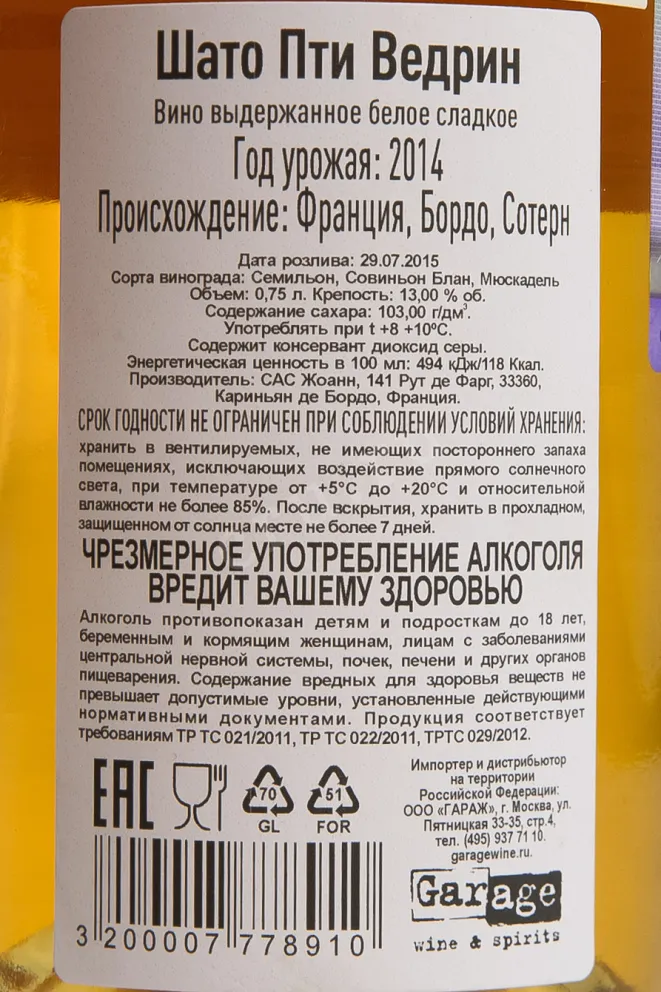 Шато Пти Ведрин
Вино выдержанное белое сладкое
Год урожая: 2014
Происхождение: Франция, Бордо, Сотерн
Дата розлива: 29.07.2015
Сорта винограда: Семильон, Совиньон Блан, Мюскадель
Объем: 0,75 л. Крепость: 13,00 % об.
Содержание сахара: 103,00 г/дм³.
Употреблять при t +8 +10°С.
Содержит консервант диоксид серы.
Энергетическая ценность в 100 мл: 494 кДж/118 Ккал.
Производитель: САС Жоанн, 141 Рут де Фарг, 33360,
Кариньян де Бордо, Франция.
СРОК ГОДНОСТИ НЕ ОГРАНИЧЕН ПРИ СОБЛЮДЕНИИ УСЛОВИЙ ХРАНЕНИЯ:
хранить в вентилируемых, не имеющих постороннего запаха
помещениях, исключающих воздействие прямого солнечного
света, при температуре от +5°С до +20°С и относительной
влажности не более 85%. После вскрытия, хранить в прохладном,
защищенном от солнца месте не более 7 дней.
ЧРЕЗМЕРНОЕ УПОТРЕБЛЕНИЕ АЛКОГОЛЯ
ВРЕДИТ ВАШЕМУ ЗДОРОВЬЮ
Алкоголь противопоказан детям и подросткам до 18 лет,
беременным и кормящим женщинам, лицам с заболеваниями
центральной нервной системы, почек, печени и других органов
пищеварения. Содержание вредных для здоровья веществ не
превышает допустимые уровни, установленные действующими
нормативными документами. Продукция соответствует
требованиям ТР ТС 021/2011, ТР ТС 022/2011, ТРТС 029/2012.
EAC
70
GL
51
FOR
Импортер и дистрибьютор
на территории
Российской Федерации:
ООО «ГАРАЖ», г. Москва, ул.
Пятницкая 33-35, стр.4,
тел. (495) 937 71 10.
garagewine.ru.
Garage
wine & spirits
3 200007 778910